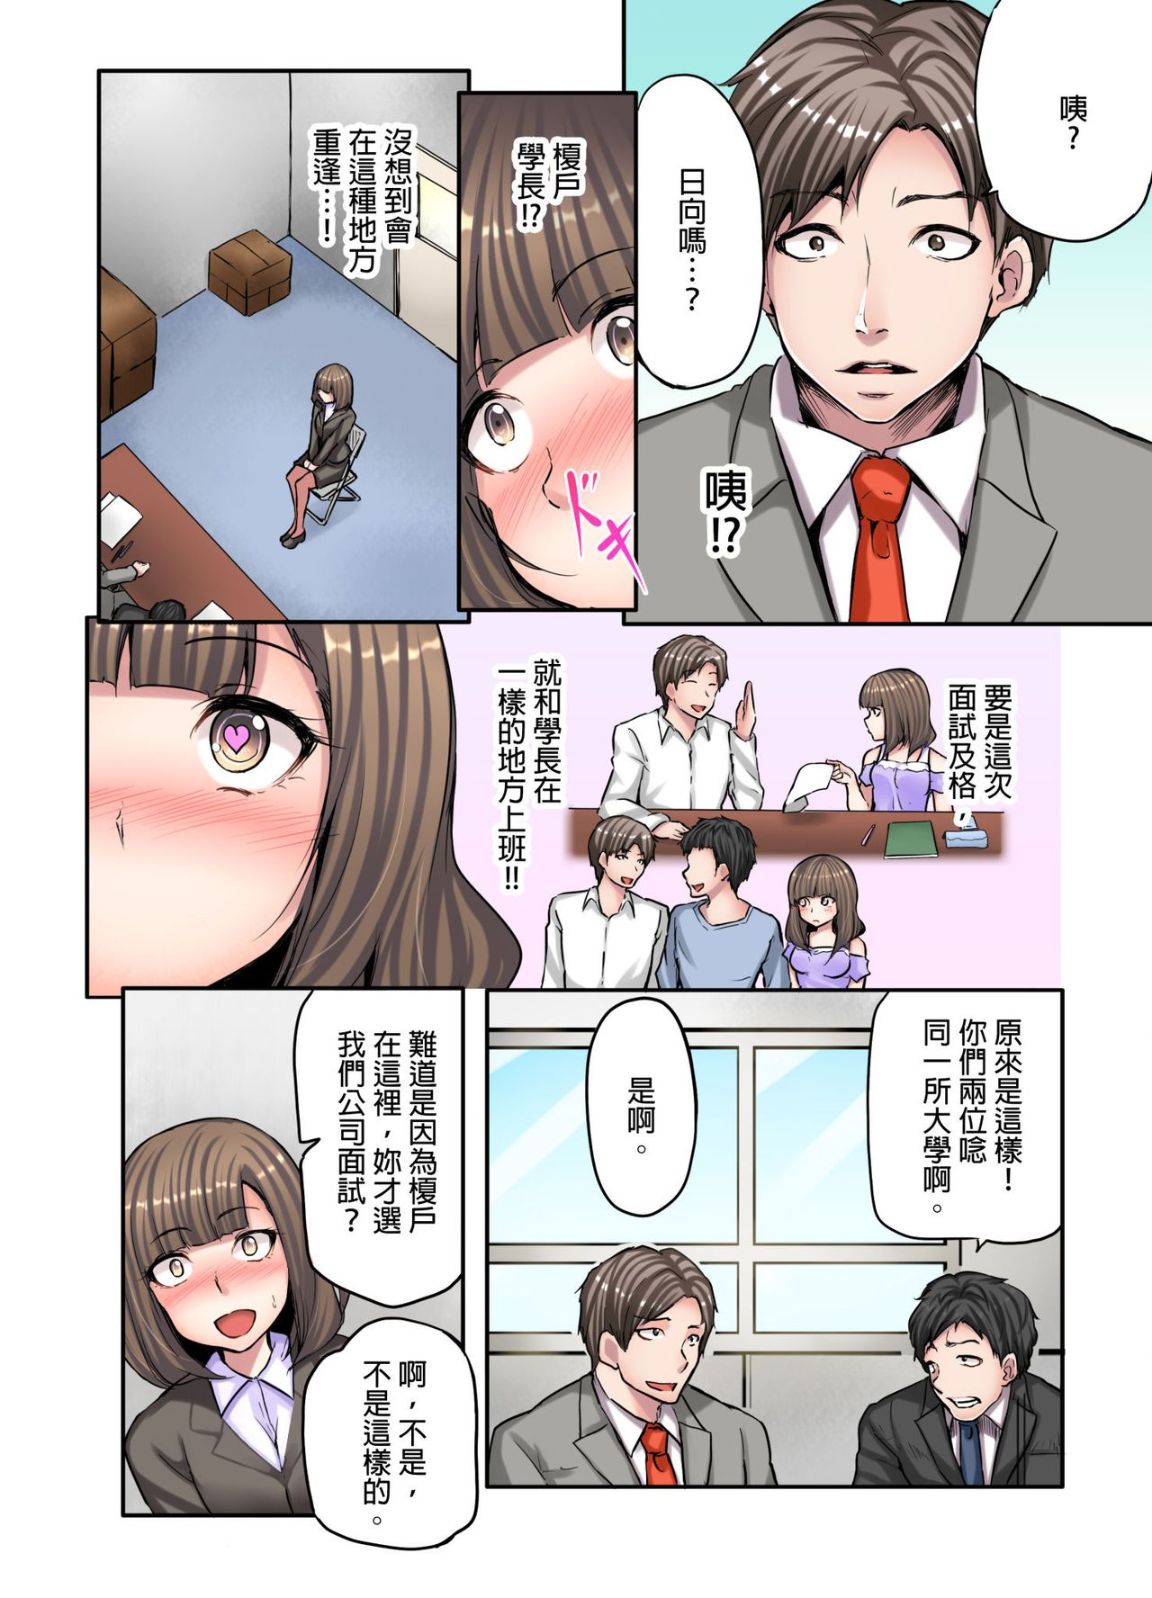 咦?
日向嗎…?
咦!?
榎戶
學長!?
ドキ
沒想到會
在這種地方
重逢…!
要是這次
面試及格，
就和學長在
一樣的地方上班!!
原來是這樣!
你們兩位唸
同一所大學啊。
是啊。
難道是因為榎戶
在這裡，妳才選
我們公司面試?
啊，不是，
不是這樣的。